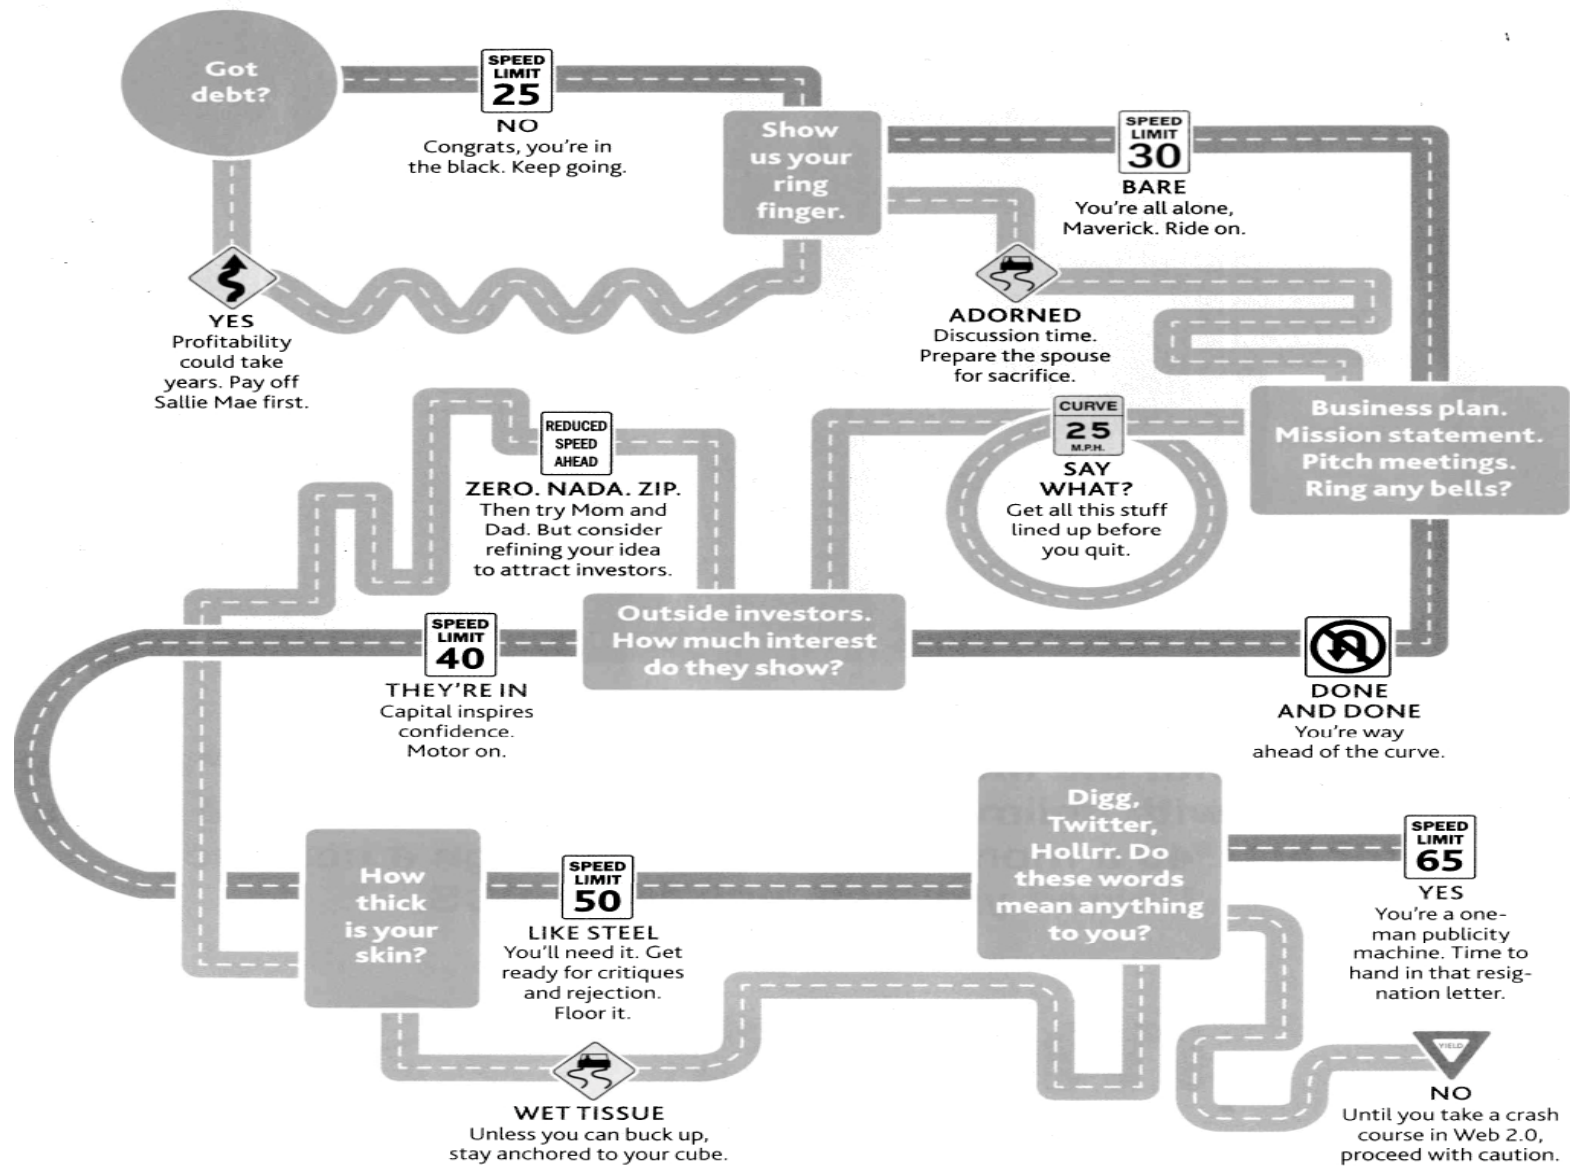 Got
debt?
SPEED
LIMIT
25
NO
Congrats, you're in
the black. Keep going.
Show
us your
ring
finger.
SPEED
LIMIT
30
BARE
You're all alone,
Maverick. Ride on.
YES
Profitability
could take
years. Pay off
Sallie Mae first.
ADORNED
Discussion time.
Prepare the spouse
for sacrifice.
Business plan.
Mission statement.
Pitch meetings.
Ring any bells?
CURVE
25
M.P.H.
SAY
WHAT?
Get all this stuff
lined up before
you quit.
REDUCED
SPEED
AHEAD
ZERO. NADA. ZIP.
Then try Mom and
Dad. But consider
refining your idea
to attract investors.
Outside investors.
How much interest
do they show?
SPEED
LIMIT
40
THEY'RE IN
Capital inspires
confidence.
Motor on.
DONE
AND DONE
You're way
ahead of the curve.
How
thick
is your
skin?
SPEED
LIMIT
50
LIKE STEEL
You'll need it. Get
ready for critiques
and rejection.
Floor it.
Digg,
Twitter,
Hollrr. Do
these words
mean anything
to you?
SPEED
LIMIT
65
YES
You're a one-
man publicity
machine. Time to
hand in that resig-
nation letter.
WET TISSUE
Unless you can buck up,
stay anchored to your cube.
YIELD
NO
Until you take a crash
course in Web 2.0,
proceed with caution.